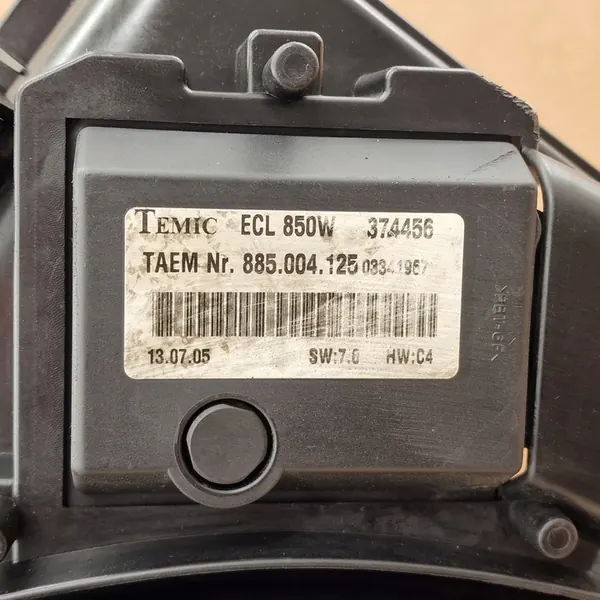 TEMIC ECL 850W 374456
TAEM Nr. 885.004.125 08341967
13.07.05 SW:7.0 HW:C4